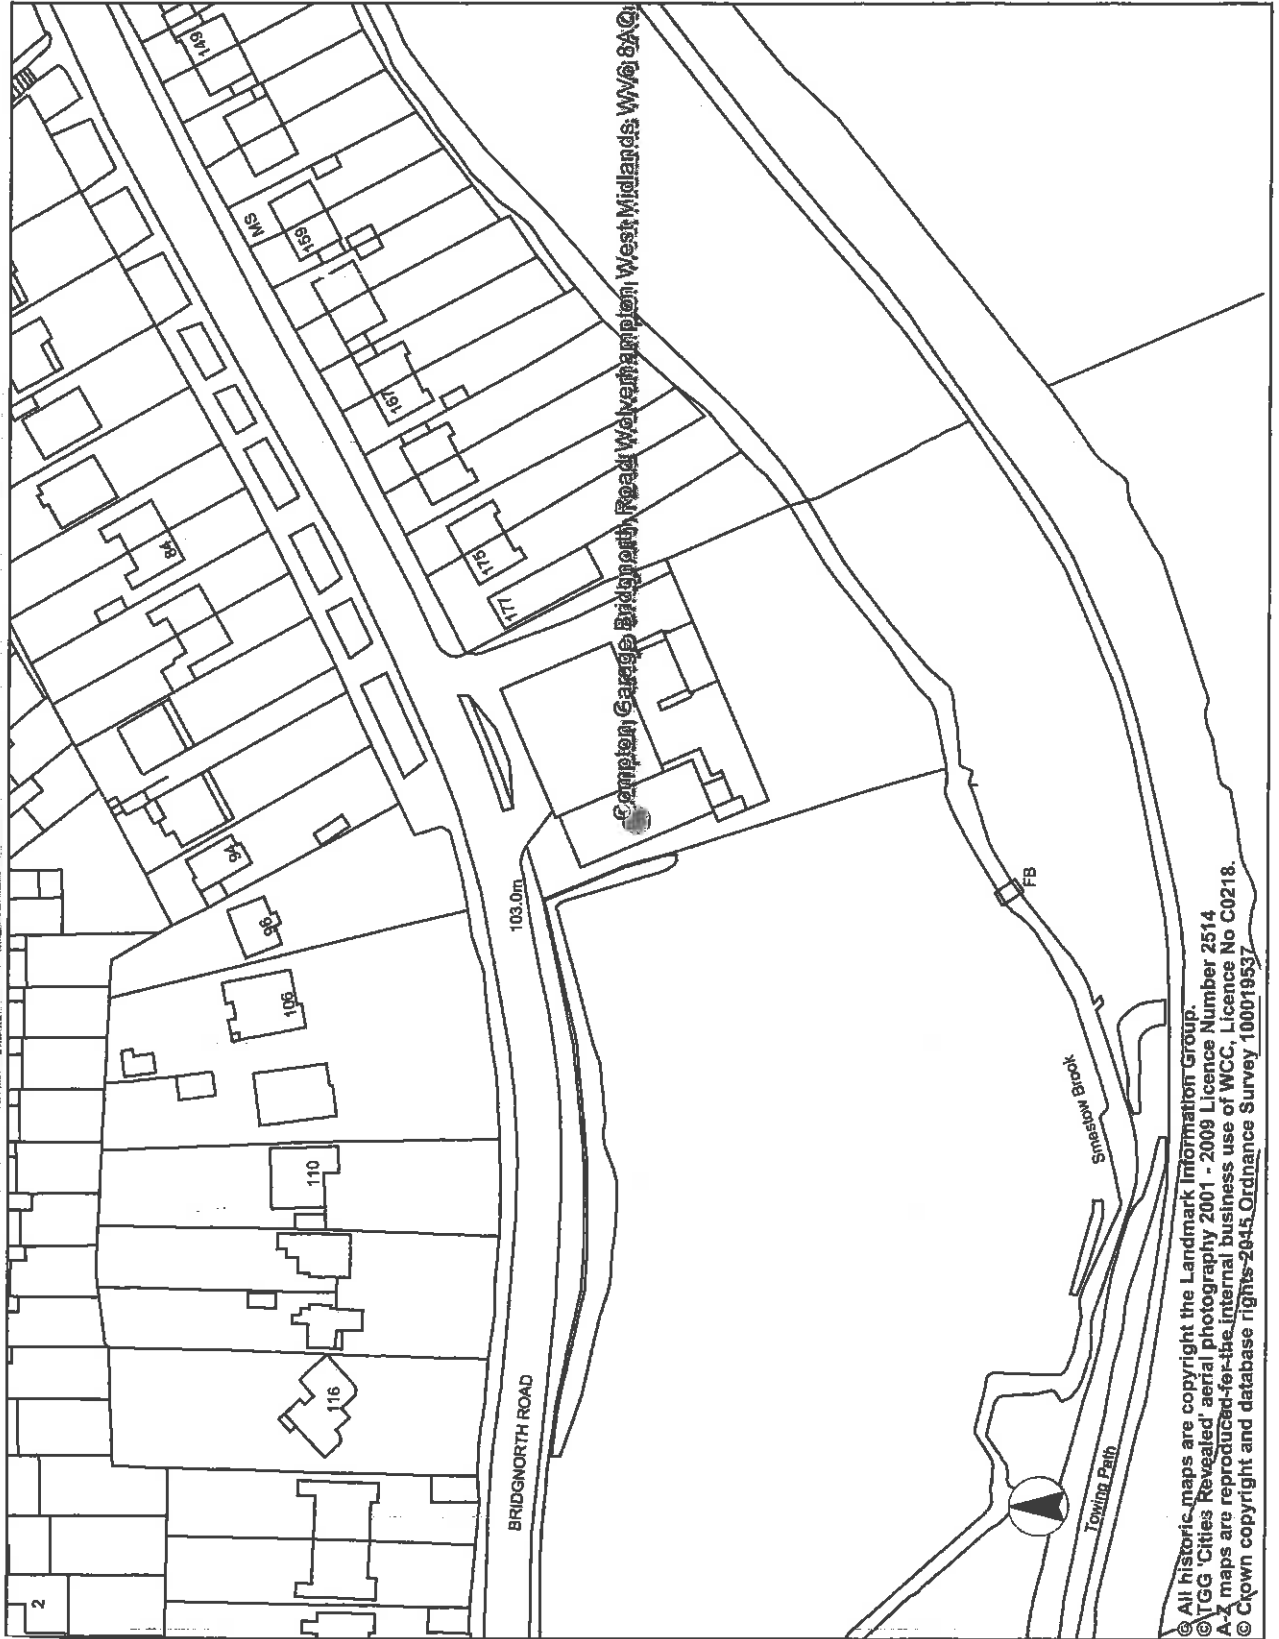 149
MS
159
167
175
177
84
94
96
106
110
116
2
103.0m
BRIDGNORTH ROAD
Compton Garage Bridgnorth Road Wolverhampton West Midlands WV6 8AQ
FB
Smestow Brook
Towing Path
© All historic maps are copyright the Landmark Information Group.
©TGG 'Cities Revealed' aerial photography 2001 - 2009 Licence Number 2514
A-Z maps are reproduced for the internal business use of WCC, Licence No C0218.
© Crown copyright and database rights 2015 Ordnance Survey 100019537